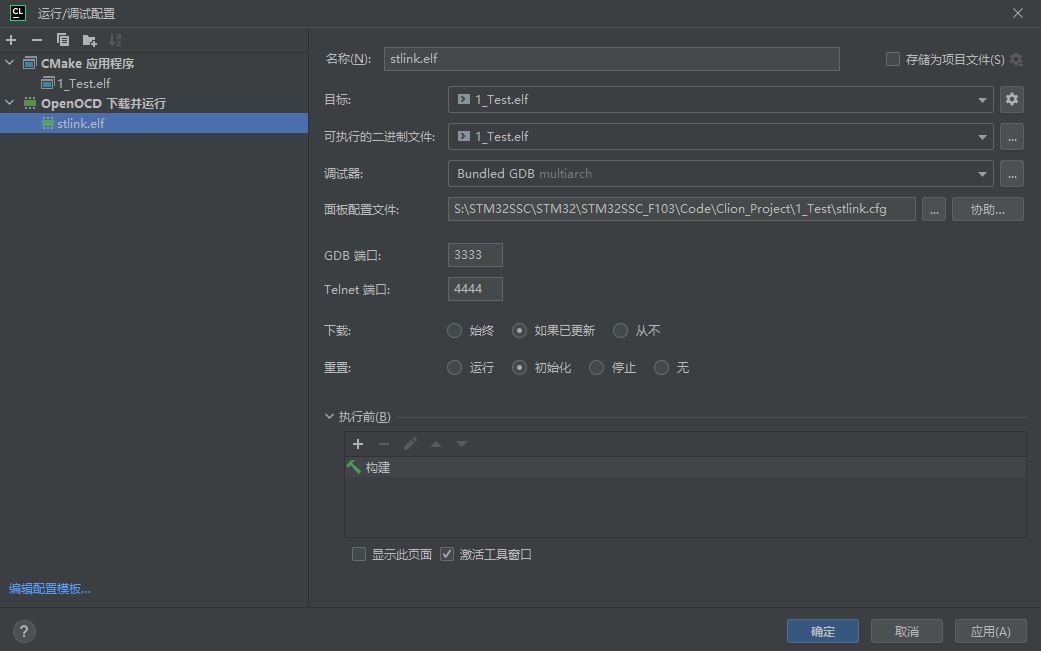 CL 运行/调试配置
CMake 应用程序
1_Test.elf
OpenOCD 下载并运行
stlink.elf
编辑配置模板...
名称(N): stlink.elf 存储为项目文件(S)
目标: 1_Test.elf
可执行的二进制文件: 1_Test.elf ...
调试器: Bundled GDB multiarch ...
面板配置文件: S:\STM32SSC\STM32\STM32SSC_F103\Code\Clion_Project\1_Test\stlink.cfg ... 协助...
GDB 端口: 3333
Telnet 端口: 4444
下载: 始终 如果已更新 从不
重置: 运行 初始化 停止 无
执行前(B)
构建
显示此页面 激活工具窗口
? 确定 取消 应用(A)